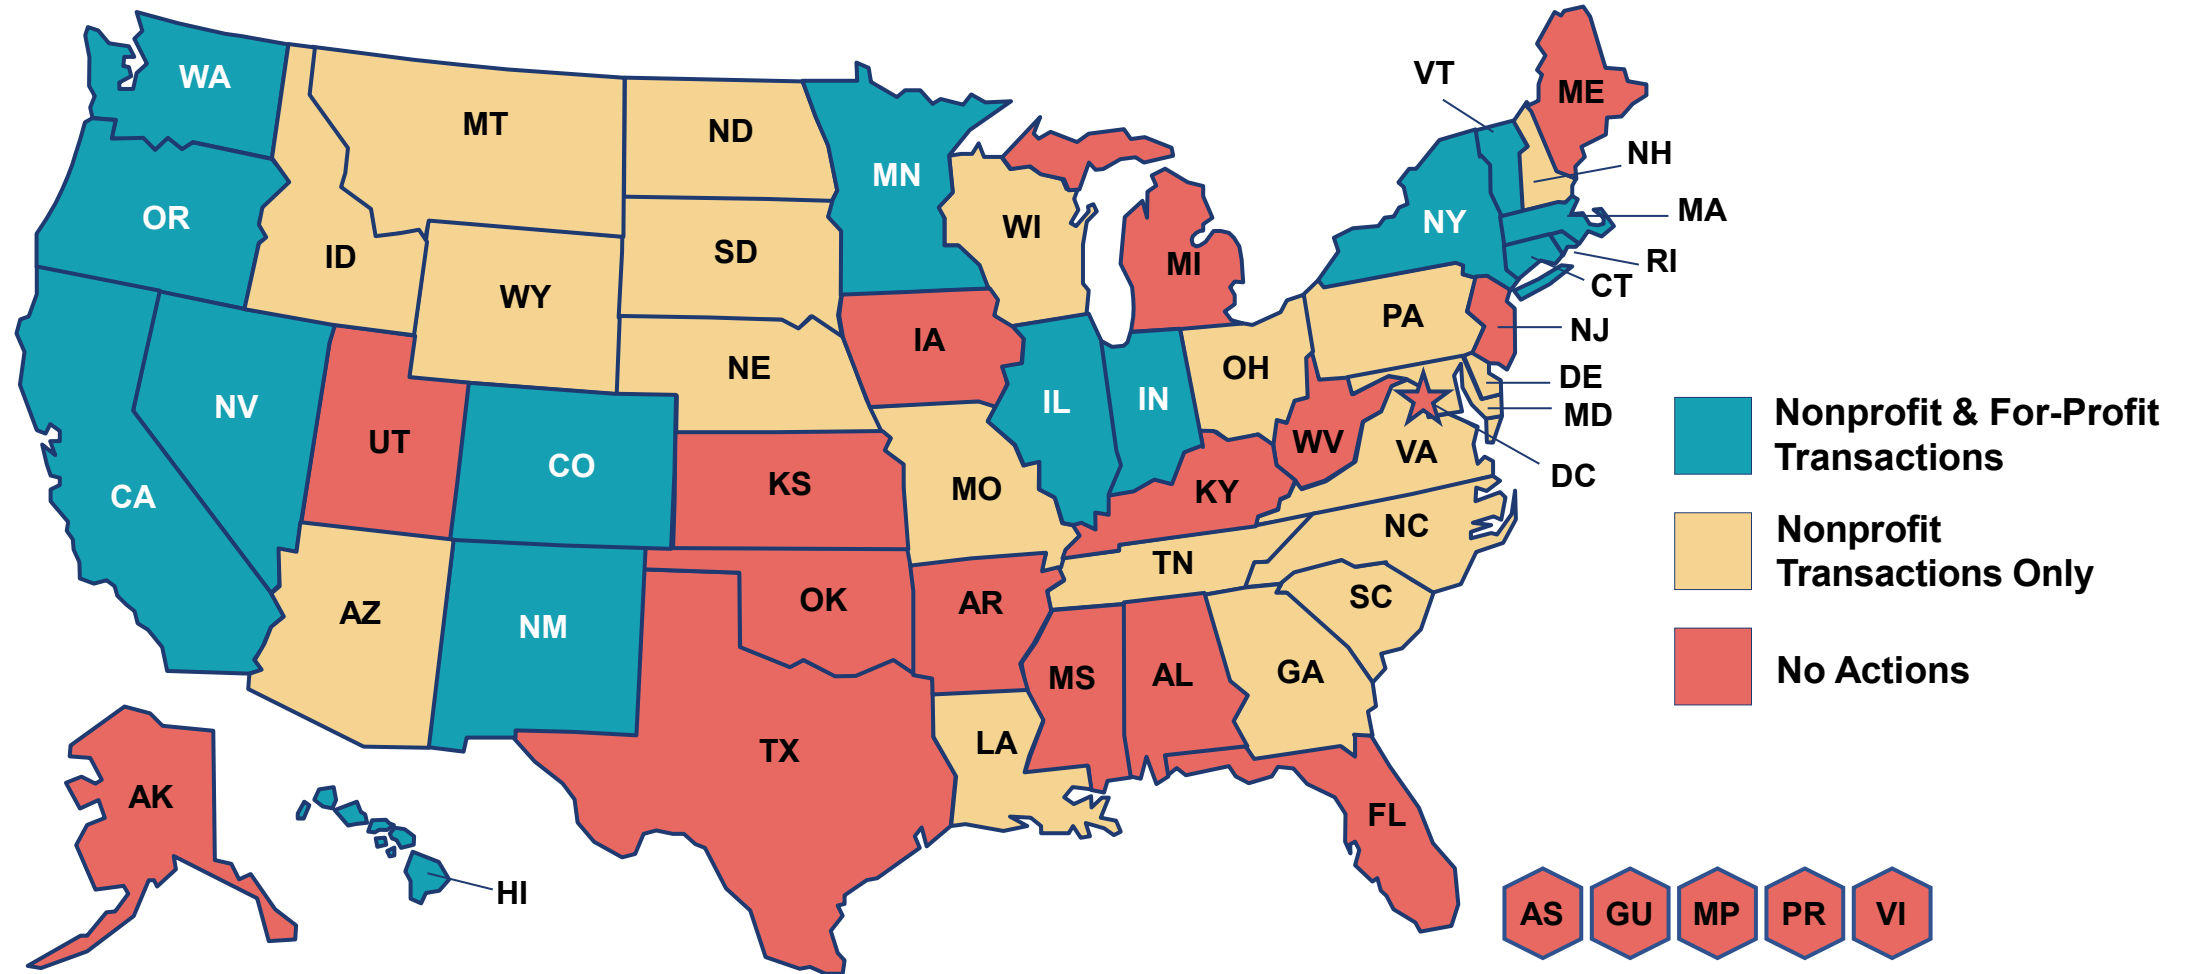 WA
MT
ND
MN
VT
ME
NH
OR
ID
WY
SD
WI
MI
NY
MA
RI
CT
NV
UT
CO
NE
IA
IL
IN
OH
PA
NJ
DE
MD
DC
CA
AZ
NM
KS
MO
KY
WV
VA
NC
TN
SC
OK
AR
MS
AL
GA
TX
LA
FL
AK
HI
Nonprofit & For-Profit
Transactions
Nonprofit
Transactions Only
No Actions
AS
GU
MP
PR
VI